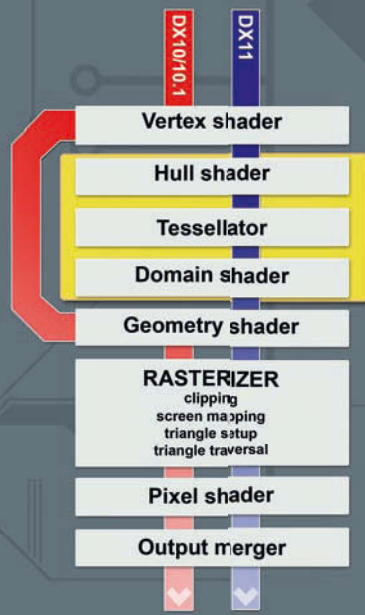 DX10/10.1
DX11
Vertex shader
Hull shader
Tessellator
Domain shader
Geometry shader
RASTERIZER
clipping
screen mapping
triangle setup
triangle traversal
Pixel shader
Output merger